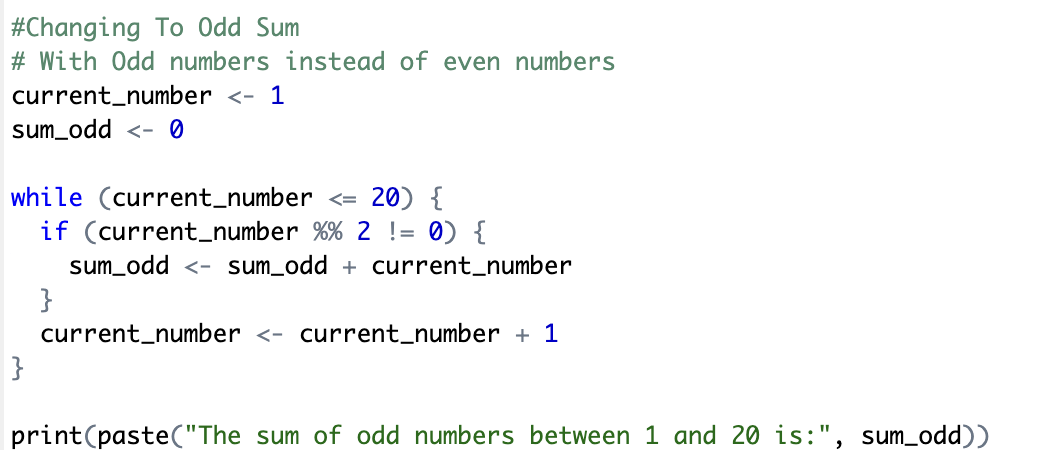 #Changing To Odd Sum
# With Odd numbers instead of even numbers
current_number <- 1
sum_odd <- 0

while (current_number <= 20) {
  if (current_number %% 2 != 0) {
    sum_odd <- sum_odd + current_number
  }
  current_number <- current_number + 1
}

print(paste("The sum of odd numbers between 1 and 20 is:", sum_odd))